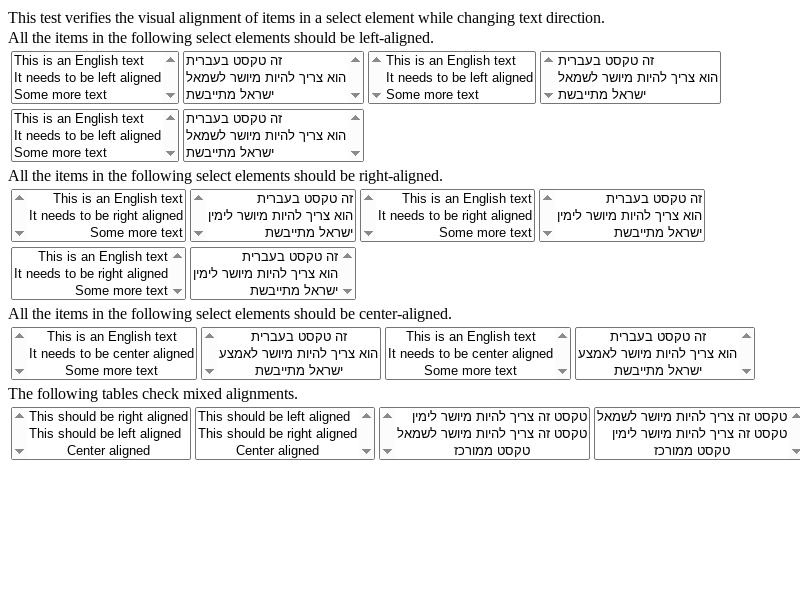 This test verifies the visual alignment of items in a select element while changing text direction.
All the items in the following select elements should be left-aligned.
This is an English text
It needs to be left aligned
Some more text
זה טקסט בעברית
הוא צריך להיות מיושר לשמאל
ישראל מתייבשת
This is an English text
It needs to be left aligned
Some more text
זה טקסט בעברית
הוא צריך להיות מיושר לשמאל
ישראל מתייבשת
This is an English text
It needs to be left aligned
Some more text
זה טקסט בעברית
הוא צריך להיות מיושר לשמאל
ישראל מתייבשת
All the items in the following select elements should be right-aligned.
This is an English text
It needs to be right aligned
Some more text
זה טקסט בעברית
הוא צריך להיות מיושר לימין
ישראל מתייבשת
This is an English text
It needs to be right aligned
Some more text
זה טקסט בעברית
הוא צריך להיות מיושר לימין
ישראל מתייבשת
This is an English text
It needs to be right aligned
Some more text
זה טקסט בעברית
הוא צריך להיות מיושר לימין
ישראל מתייבשת
All the items in the following select elements should be center-aligned.
This is an English text
It needs to be center aligned
Some more text
זה טקסט בעברית
הוא צריך להיות מיושר לאמצע
ישראל מתייבשת
This is an English text
It needs to be center aligned
Some more text
זה טקסט בעברית
הוא צריך להיות מיושר לאמצע
ישראל מתייבשת
The following tables check mixed alignments.
This should be right aligned
This should be left aligned
Center aligned
This should be left aligned
This should be right aligned
Center aligned
טקסט זה צריך להיות מיושר לימין
טקסט זה צריך להיות מיושר לשמאל
טקסט ממורכז
טקסט זה צריך להיות מיושר לשמאל
טקסט זה צריך להיות מיושר לימין
טקסט ממורכז